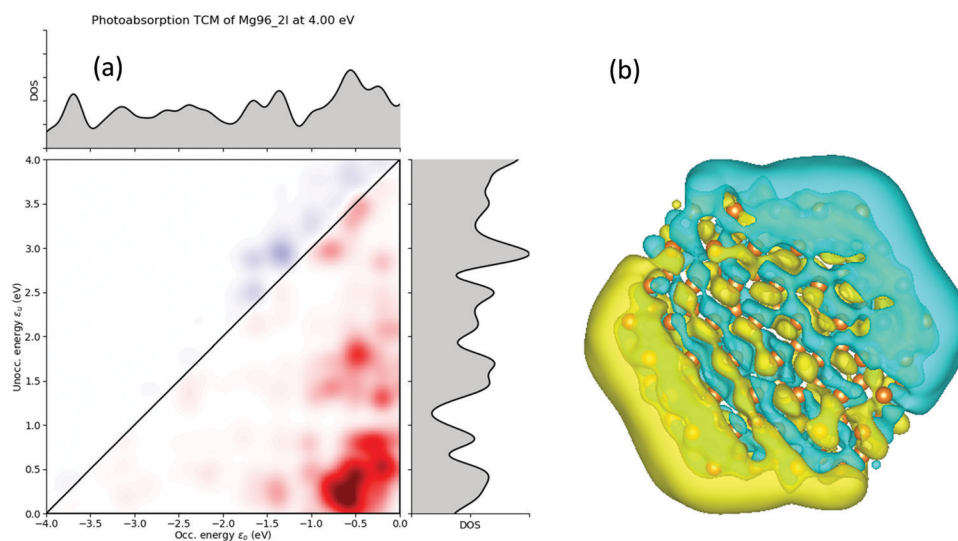 Photoabsorption TCM of Mg96_2l at 4.00 eV
(a)
(b)
DOS
4.0
3.5
3.0
2.5
2.0
1.5
1.0
0.5
0.0
Unocc. energy εᵤ (eV)
-4.0 -3.5 -3.0 -2.5 -2.0 -1.5 -1.0 -0.5 0.0
Occ. energy εₒ (eV)
DOS